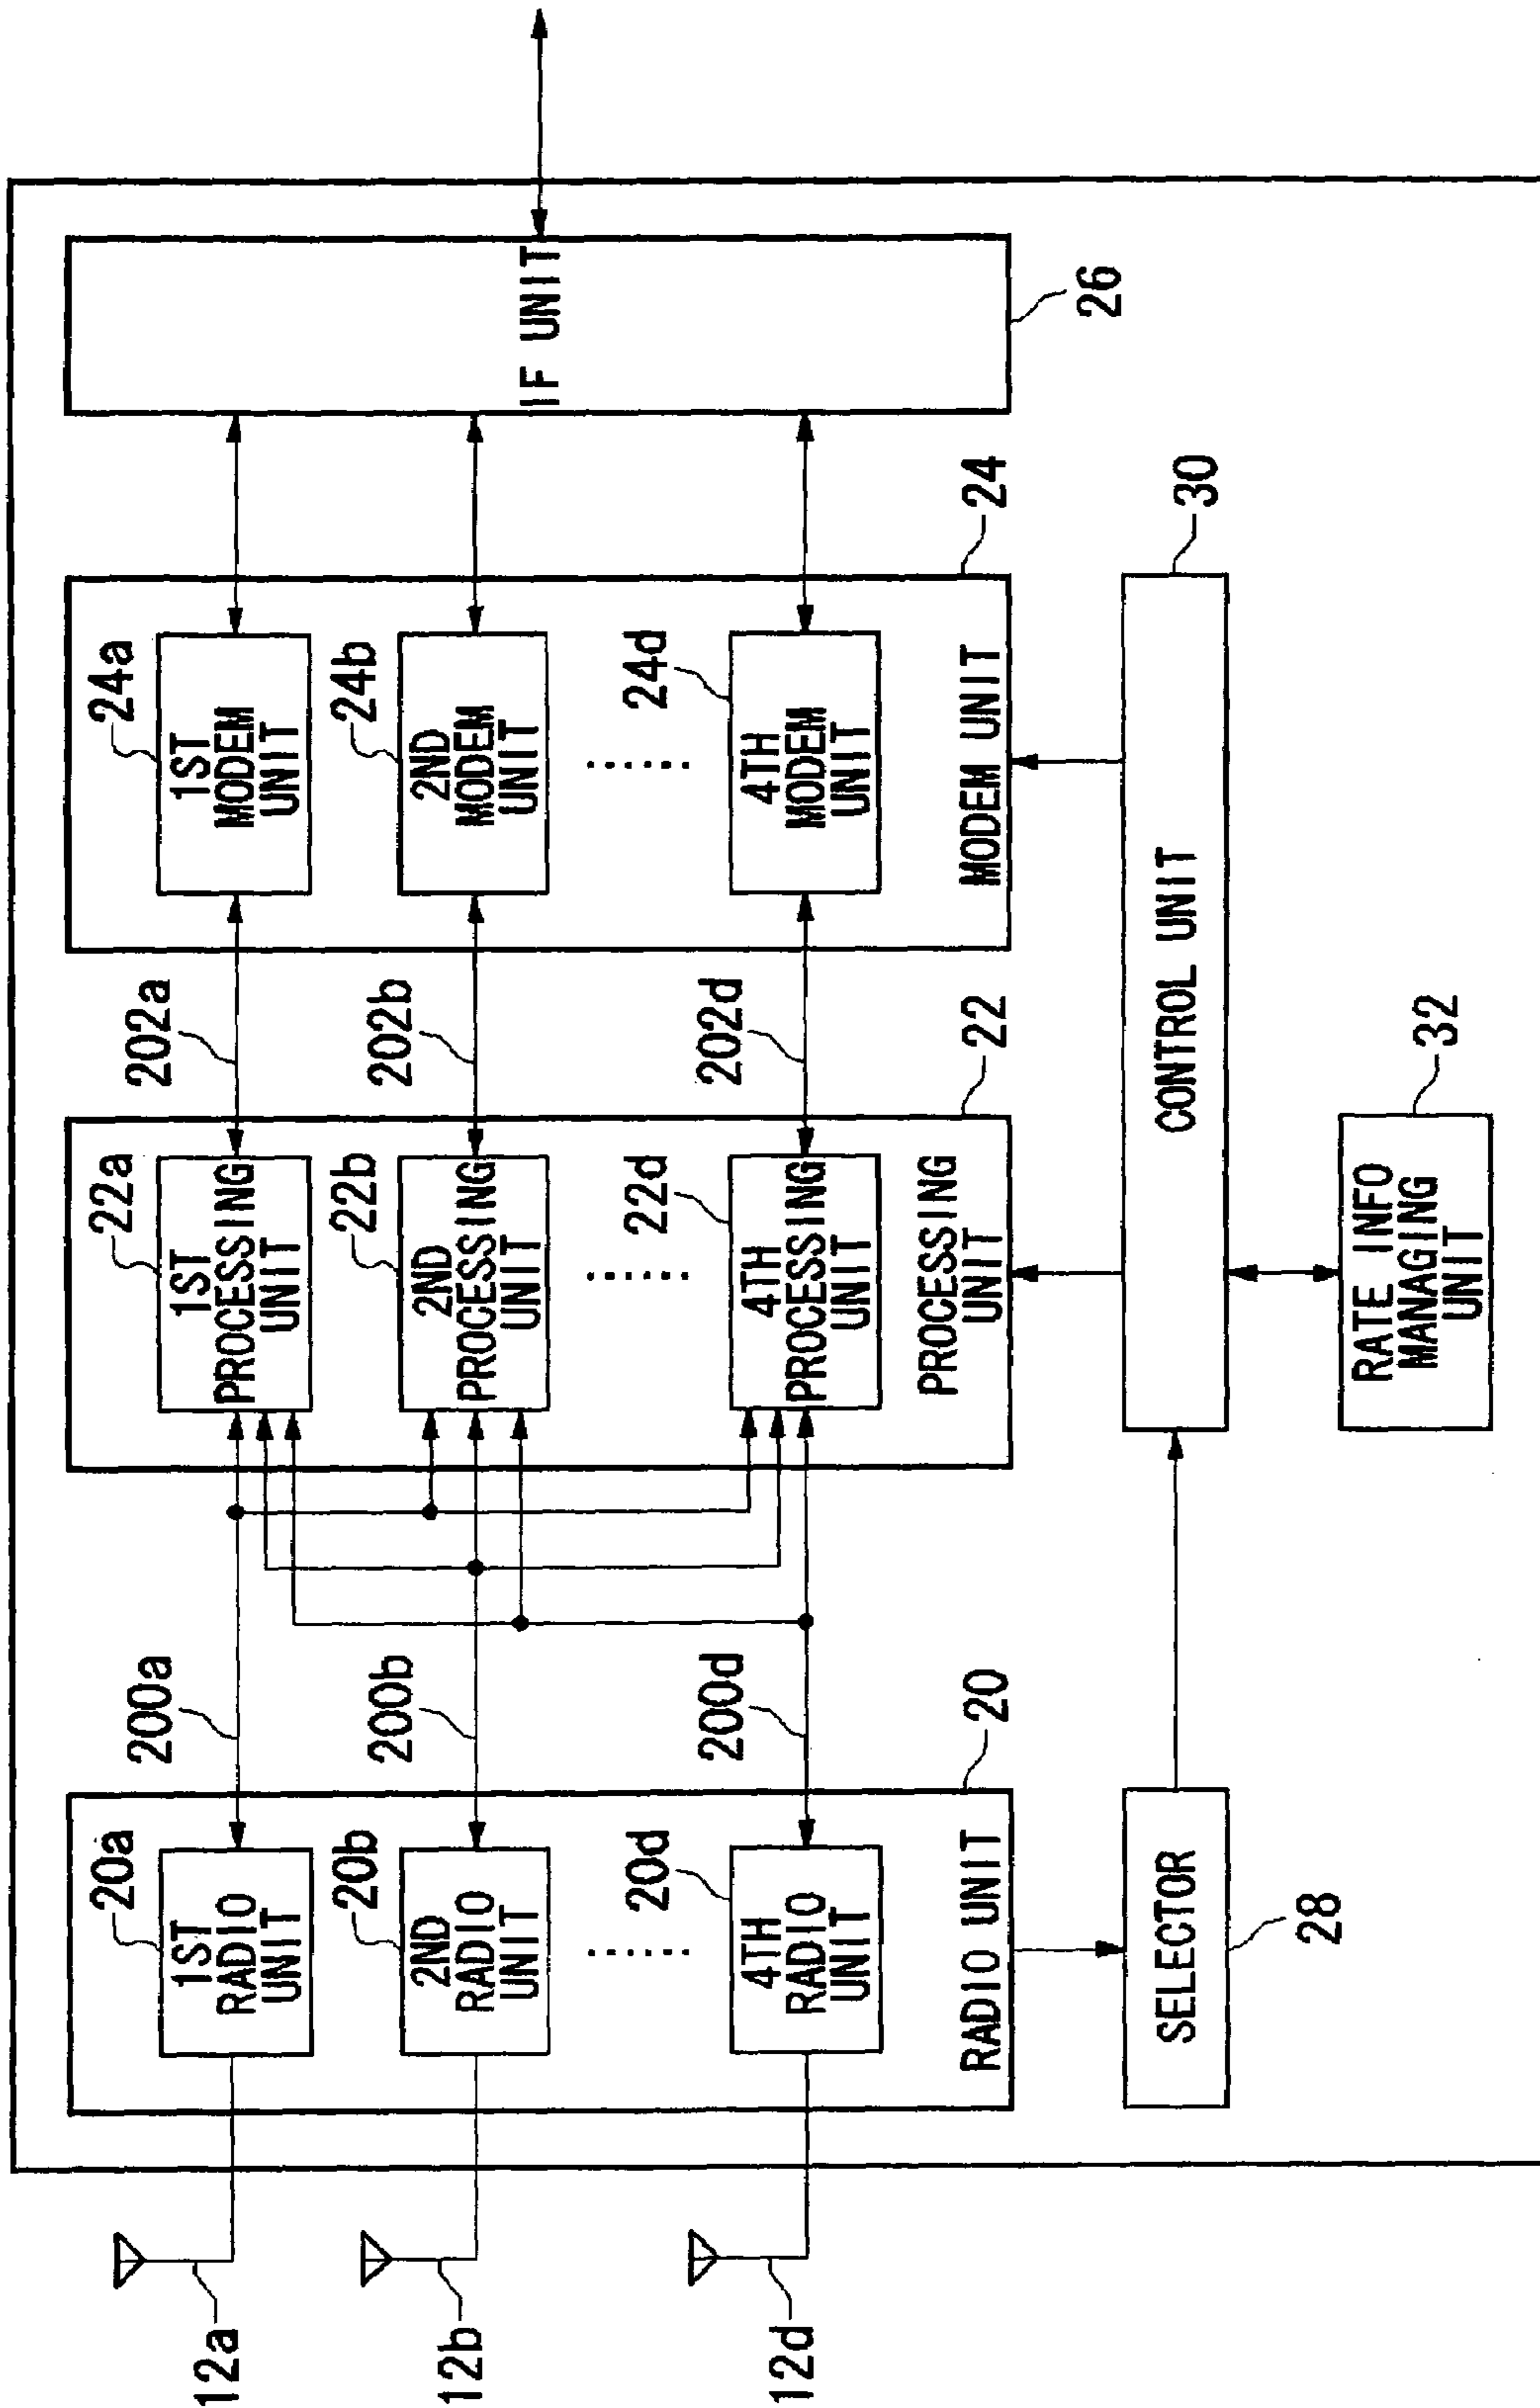 12a
12b
12d
20a
1ST
RADIO
UNIT
20b
2ND
RADIO
UNIT
20d
4TH
RADIO
UNIT
RADIO UNIT
20
200a
200b
200d
22a
1ST
PROCESSING
UNIT
22b
2ND
PROCESSING
UNIT
22d
4TH
PROCESSING
UNIT
PROCESSING
UNIT
22
202a
202b
202d
24a
1ST
MODEM
UNIT
24b
2ND
MODEM
UNIT
24d
4TH
MODEM
UNIT
MODEM UNIT
24
IF UNIT
26
SELECTOR
28
CONTROL UNIT
30
RATE INFO
MANAGING
UNIT
32